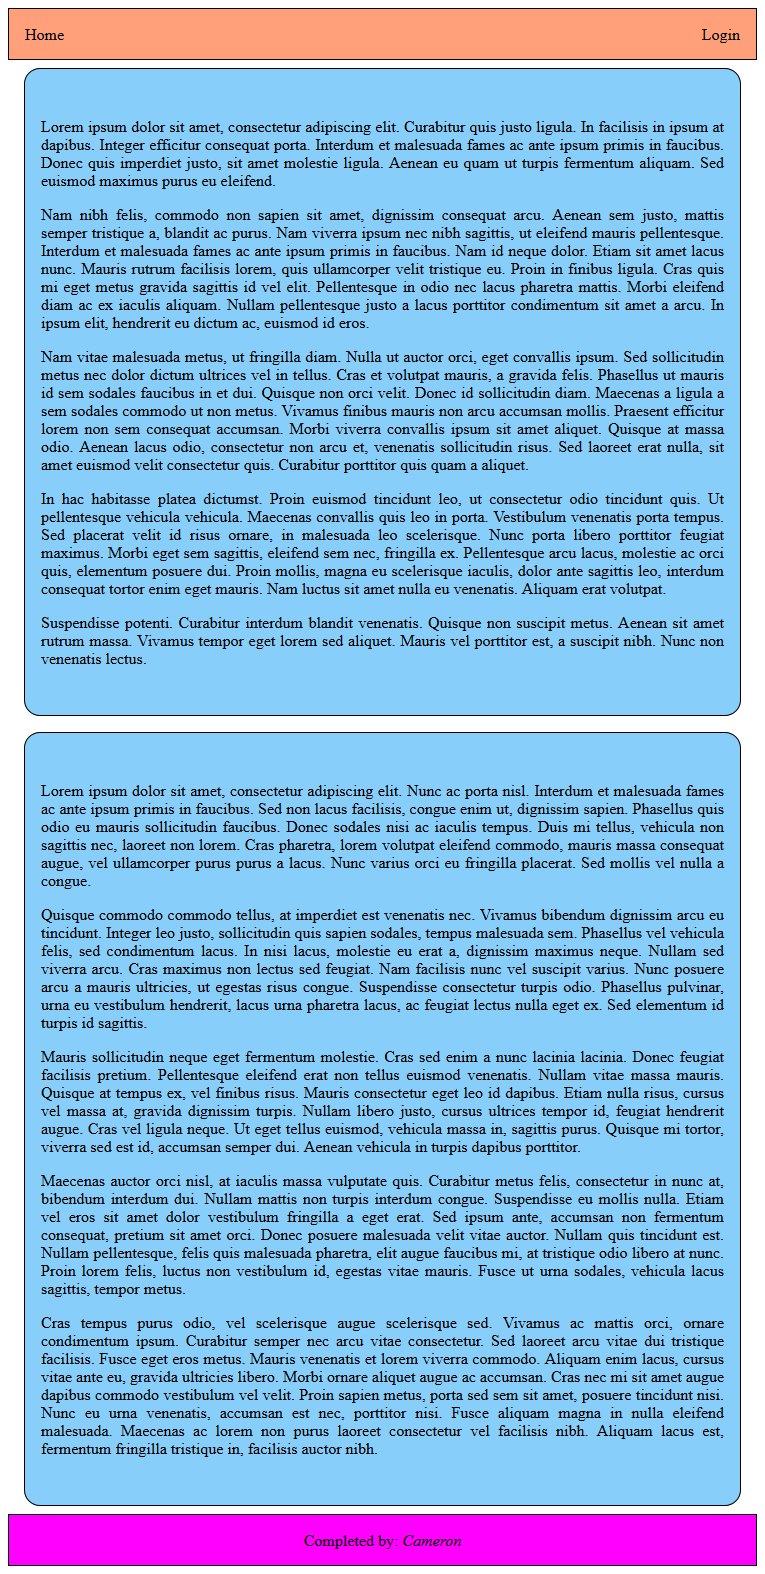 Home
Login
Lorem ipsum dolor sit amet, consectetur adipiscing elit. Curabitur quis justo ligula. In facilisis in ipsum at
dapibus. Integer efficitur consequat porta. Interdum et malesuada fames ac ante ipsum primis in faucibus.
Donec quis imperdiet justo, sit amet molestie ligula. Aenean eu quam ut turpis fermentum aliquam. Sed
euismod maximus purus eu eleifend.
Nam nibh felis, commodo non sapien sit amet, dignissim consequat arcu. Aenean sem justo, mattis
semper tristique a, blandit ac purus. Nam viverra ipsum nec nibh sagittis, ut eleifend mauris pellentesque.
Interdum et malesuada fames ac ante ipsum primis in faucibus. Nam id neque dolor. Etiam sit amet lacus
nunc. Mauris rutrum facilisis lorem, quis ullamcorper velit tristique eu. Proin in finibus ligula. Cras quis
mi eget metus gravida sagittis id vel elit. Pellentesque in odio nec lacus pharetra mattis. Morbi eleifend
diam ac ex iaculis aliquam. Nullam pellentesque justo a lacus porttitor condimentum sit amet a arcu. In
ipsum elit, hendrerit eu dictum ac, euismod id eros.
Nam vitae malesuada metus, ut fringilla diam. Nulla ut auctor orci, eget convallis ipsum. Sed sollicitudin
metus nec dolor dictum ultrices vel in tellus. Cras et volutpat mauris, a gravida felis. Phasellus ut mauris
id sem sodales faucibus in et dui. Quisque non orci velit. Donec id sollicitudin diam. Maecenas a ligula a
sem sodales commodo ut non metus. Vivamus finibus mauris non arcu accumsan mollis. Praesent efficitur
lorem non sem consequat accumsan. Morbi viverra convallis ipsum sit amet aliquet. Quisque at massa
odio. Aenean lacus odio, consectetur non arcu et, venenatis sollicitudin risus. Sed laoreet erat nulla, sit
amet euismod velit consectetur quis. Curabitur porttitor quis quam a aliquet.
In hac habitasse platea dictumst. Proin euismod tincidunt leo, ut consectetur odio tincidunt quis. Ut
pellentesque vehicula vehicula. Maecenas convallis quis leo in porta. Vestibulum venenatis porta tempus.
Sed placerat velit id risus ornare, in malesuada leo scelerisque. Nunc porta libero porttitor feugiat
maximus. Morbi eget sem sagittis, eleifend sem nec, fringilla ex. Pellentesque arcu lacus, molestie ac orci
quis, elementum posuere dui. Proin mollis, magna eu scelerisque iaculis, dolor ante sagittis leo, interdum
consequat tortor enim eget mauris. Nam luctus sit amet nulla eu venenatis. Aliquam erat volutpat.
Suspendisse potenti. Curabitur interdum blandit venenatis. Quisque non suscipit metus. Aenean sit amet
rutrum massa. Vivamus tempor eget lorem sed aliquet. Mauris vel porttitor est, a suscipit nibh. Nunc non
venenatis lectus.
Lorem ipsum dolor sit amet, consectetur adipiscing elit. Nunc ac porta nisl. Interdum et malesuada fames
ac ante ipsum primis in faucibus. Sed non lacus facilisis, congue enim ut, dignissim sapien. Phasellus quis
odio eu mauris sollicitudin faucibus. Donec sodales nisi ac iaculis tempus. Duis mi tellus, vehicula non
sagittis nec, laoreet non lorem. Cras pharetra, lorem volutpat eleifend commodo, mauris massa consequat
augue, vel ullamcorper purus purus a lacus. Nunc varius orci eu fringilla placerat. Sed mollis vel nulla a
congue.
Quisque commodo commodo tellus, at imperdiet est venenatis nec. Vivamus bibendum dignissim arcu eu
tincidunt. Integer leo justo, sollicitudin quis sapien sodales, tempus malesuada sem. Phasellus vel vehicula
felis, sed condimentum lacus. In nisi lacus, molestie eu erat a, dignissim maximus neque. Nullam sed
viverra arcu. Cras maximus non lectus sed feugiat. Nam facilisis nunc vel suscipit varius. Nunc posuere
arcu a mauris ultricies, ut egestas risus congue. Suspendisse consectetur turpis odio. Phasellus pulvinar,
urna eu vestibulum hendrerit, lacus urna pharetra lacus, ac feugiat lectus nulla eget ex. Sed elementum id
turpis id sagittis.
Mauris sollicitudin neque eget fermentum molestie. Cras sed enim a nunc lacinia lacinia. Donec feugiat
facilisis pretium. Pellentesque eleifend erat non tellus euismod venenatis. Nullam vitae massa mauris.
Quisque at tempus ex, vel finibus risus. Mauris consectetur eget leo id dapibus. Etiam nulla risus, cursus
vel massa at, gravida dignissim turpis. Nullam libero justo, cursus ultrices tempor id, feugiat hendrerit
augue. Cras vel ligula neque. Ut eget tellus euismod, vehicula massa in, sagittis purus. Quisque mi tortor,
viverra sed est id, accumsan semper dui. Aenean vehicula in turpis dapibus porttitor.
Maecenas auctor orci nisl, at iaculis massa vulputate quis. Curabitur metus felis, consectetur in nunc at,
bibendum interdum dui. Nullam mattis non turpis interdum congue. Suspendisse eu mollis nulla. Etiam
vel eros sit amet dolor vestibulum fringilla a eget erat. Sed ipsum ante, accumsan non fermentum
consequat, pretium sit amet orci. Donec posuere malesuada velit vitae auctor. Nullam quis tincidunt est.
Nullam pellentesque, felis quis malesuada pharetra, elit augue faucibus mi, at tristique odio libero at nunc.
Proin lorem felis, luctus non vestibulum id, egestas vitae mauris. Fusce ut urna sodales, vehicula lacus
sagittis, tempor metus.
Cras tempus purus odio, vel scelerisque augue scelerisque sed. Vivamus ac mattis orci, ornare
condimentum ipsum. Curabitur semper nec arcu vitae consectetur. Sed laoreet arcu vitae dui tristique
facilisis. Fusce eget eros metus. Mauris venenatis et lorem viverra commodo. Aliquam enim lacus, cursus
vitae ante eu, gravida ultricies libero. Morbi ornare aliquet augue ac accumsan. Cras nec mi sit amet augue
dapibus commodo vestibulum vel velit. Proin sapien metus, porta sed sem sit amet, posuere tincidunt nisi.
Nunc eu urna venenatis, accumsan est nec, porttitor nisi. Fusce aliquam magna in nulla eleifend
malesuada. Maecenas ac lorem non purus laoreet consectetur vel facilisis nibh. Aliquam lacus est,
fermentum fringilla tristique in, facilisis auctor nibh.
Completed by: Cameron